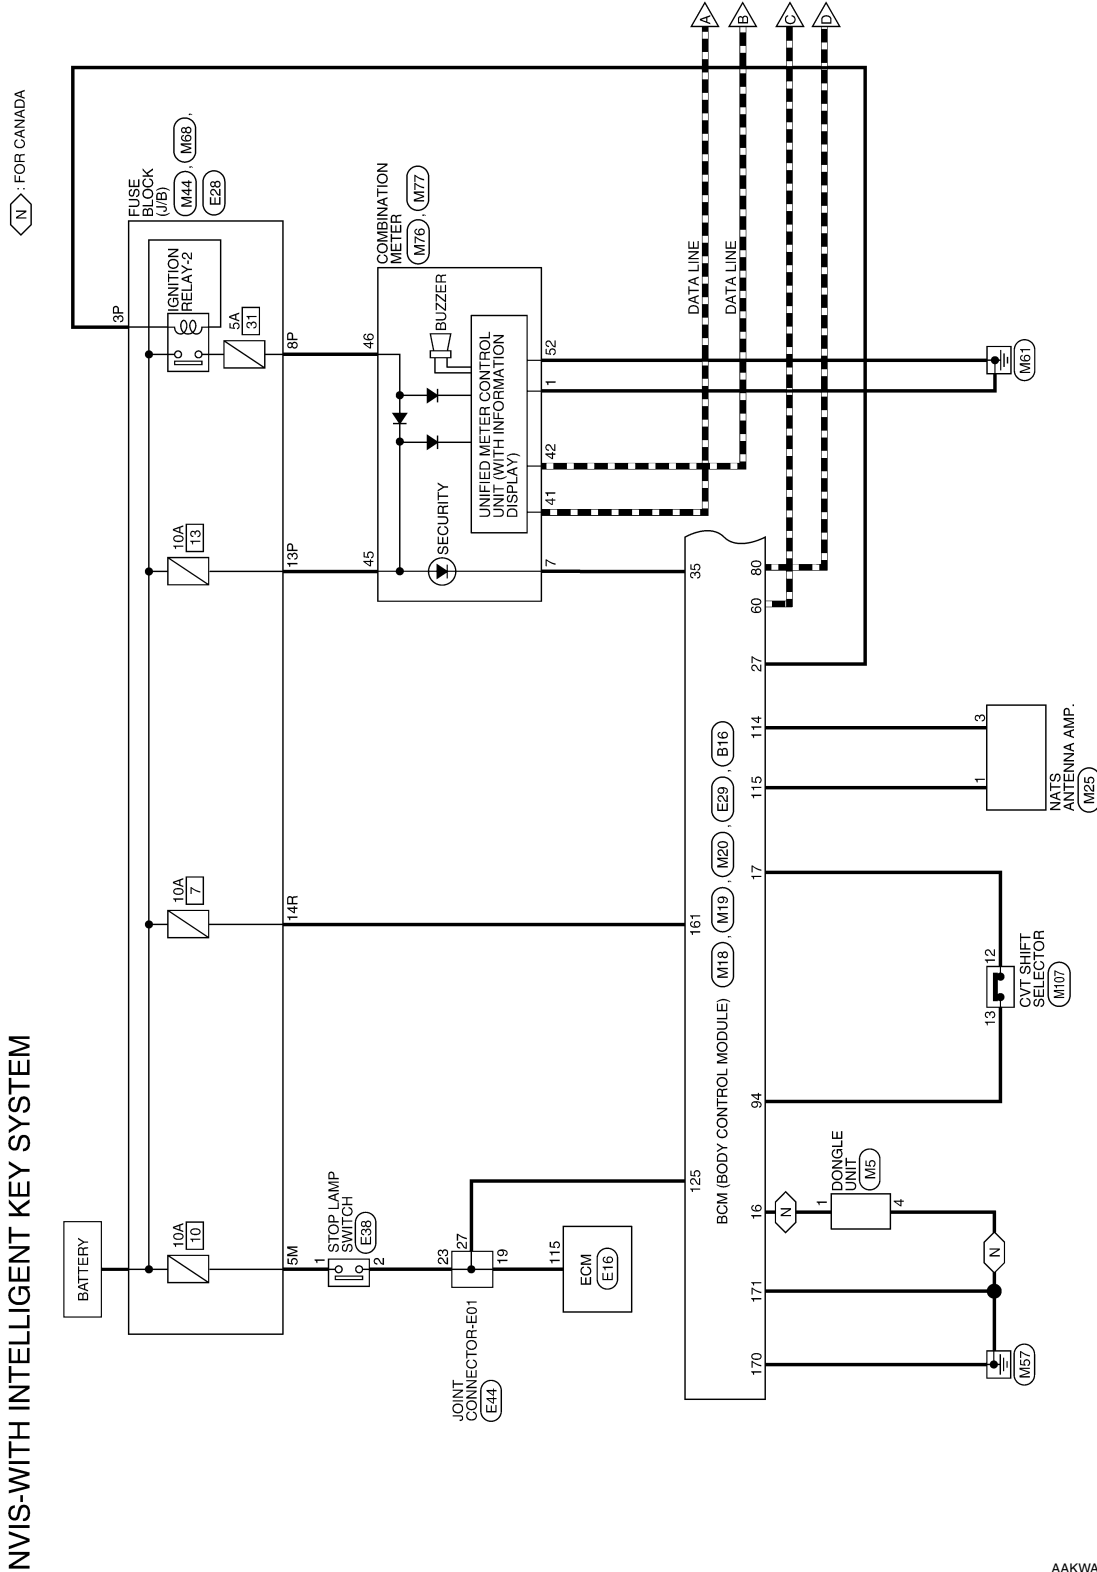 NVIS-WITH INTELLIGENT KEY SYSTEM
N : FOR CANADA
BATTERY
FUSE
BLOCK
(J/B)
M44 , M68 ,
E28
10A
10
10A
7
10A
13
IGNITION
RELAY-2
5A
31
3P
5M
14R
13P
8P
STOP LAMP
SWITCH
E38
1
2
COMBINATION
METER
M76 , M77
45
46
BUZZER
SECURITY
UNIFIED METER CONTROL
UNIT (WITH INFORMATION
DISPLAY)
7
41
42
1
52
DATA LINE
DATA LINE
A
B
C
D
JOINT
CONNECTOR-E01
E44
23
27
19
115
ECM
E16
125
161
35
BCM (BODY CONTROL MODULE) M18 , M19 , M20 , E29 , B16
170
171
16
94
17
115
114
27
60
80
N
1
DONGLE
UNIT
M5
4
N
M57
13
12
CVT SHIFT
SELECTOR
M107
1
3
NATS
ANTENNA AMP.
M25
M61
AAKWA